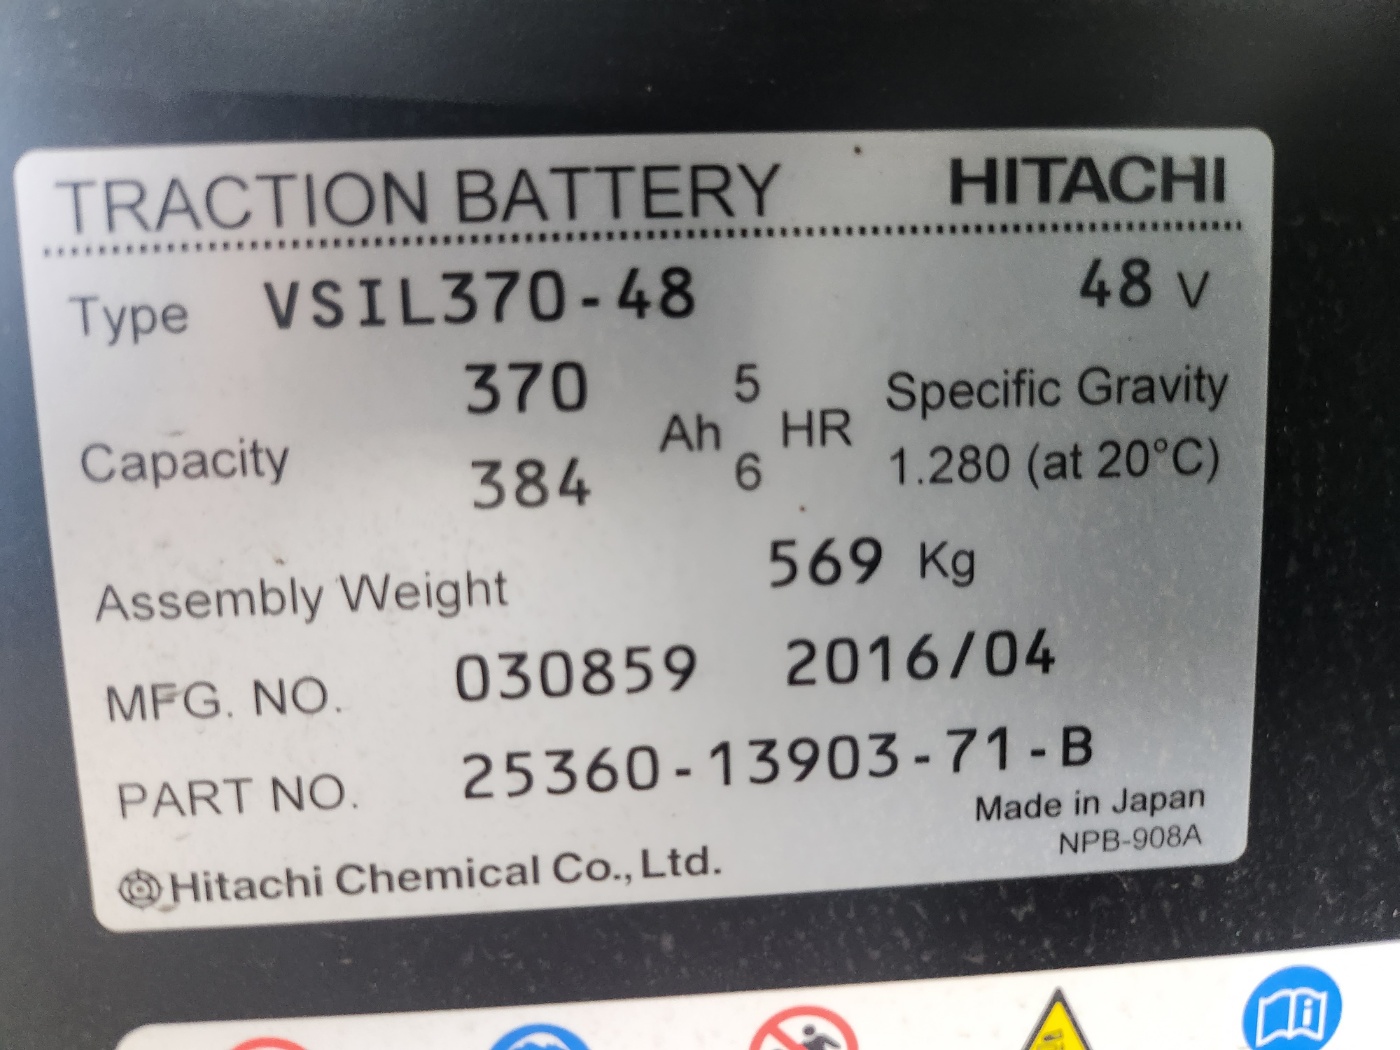 TRACTION BATTERY HITACHI
Type VSIL370-48 48 V
370 5
Capacity Ah HR Specific Gravity
384 6 1.280 (at 20°C)
Assembly Weight 569 Kg
MFG. NO. 030859 2016/04
PART NO. 25360-13903-71-B
Made in Japan
NPB-908A
Hitachi Chemical Co., Ltd.